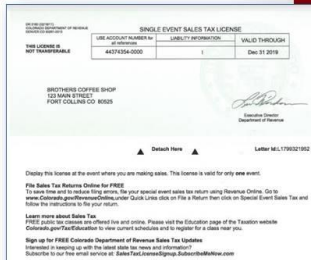 COLORADO DEPARTMENT OF REVENUE
SINGLE EVENT SALES TAX LICENSE
THIS LICENSE IS
NOT TRANSFERABLE
USE ACCOUNT NUMBER for
all references
LIABILITY INFORMATION
VALID THROUGH
44374354-0000
I
Dec 31 2019
BROTHERS COFFEE SHOP
123 MAIN STREET
FORT COLLINS CO 80525
Executive Director
Department of Revenue
Detach Here
Letter Id:L1799321952
Display this license at the event where you are making sales. This license is valid for only one event.
File Sales Tax Returns Online for FREE
To save time and to reduce filing errors, file your special event sales tax return using Revenue Online. Go to
www.Colorado.gov/RevenueOnline, under Quick Links click on File a Return then click on Special Event Sales Tax and
follow the instructions to file your return.
Learn more about Sales Tax
FREE public tax classes are offered live and online. Please visit the Education page of the Taxation website
Colorado.gov/Tax/Education to view current schedules and to register for a class near you.
Sign up for FREE Colorado Department of Revenue Sales Tax Updates
Interested in keeping up with the latest state tax news and information?
Subscribe to our free email service at: SalesTaxLicenseSignup.SubscribeMeNow.com